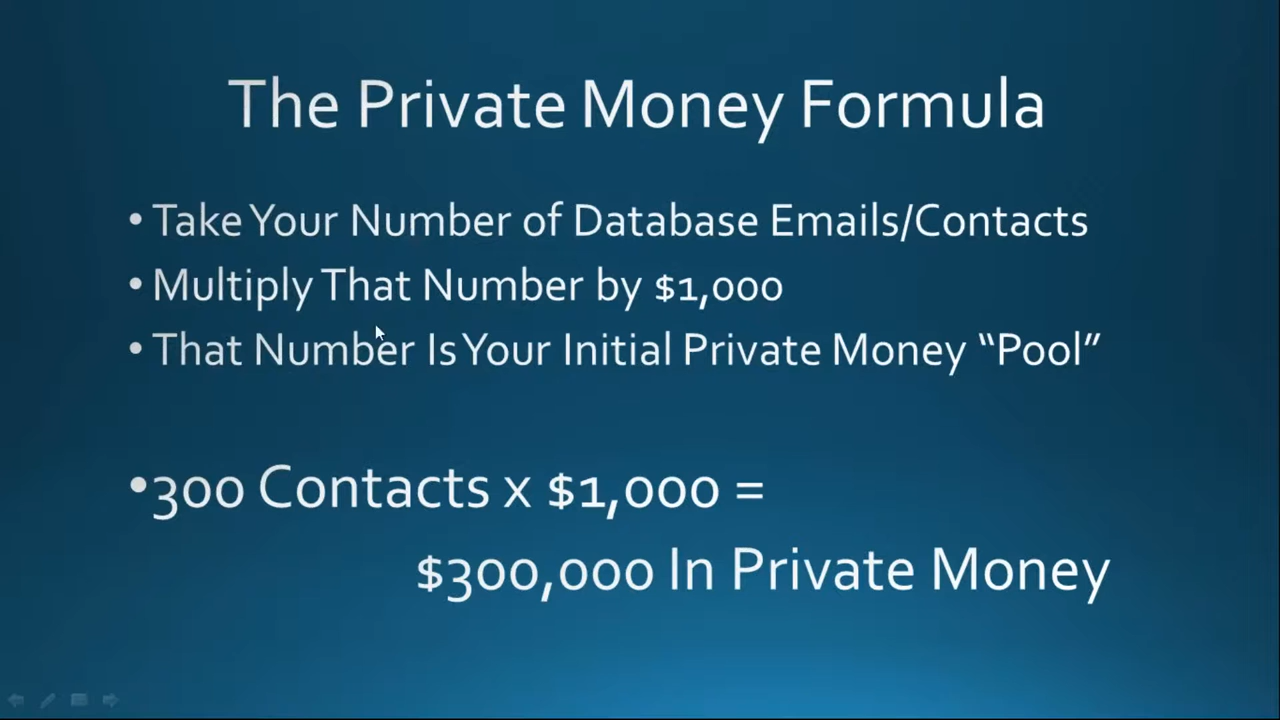 The Private Money Formula
• Take Your Number of Database Emails/Contacts
• Multiply That Number by $1,000
• That Number Is Your Initial Private Money “Pool”
• 300 Contacts x $1,000 =
$300,000 In Private Money